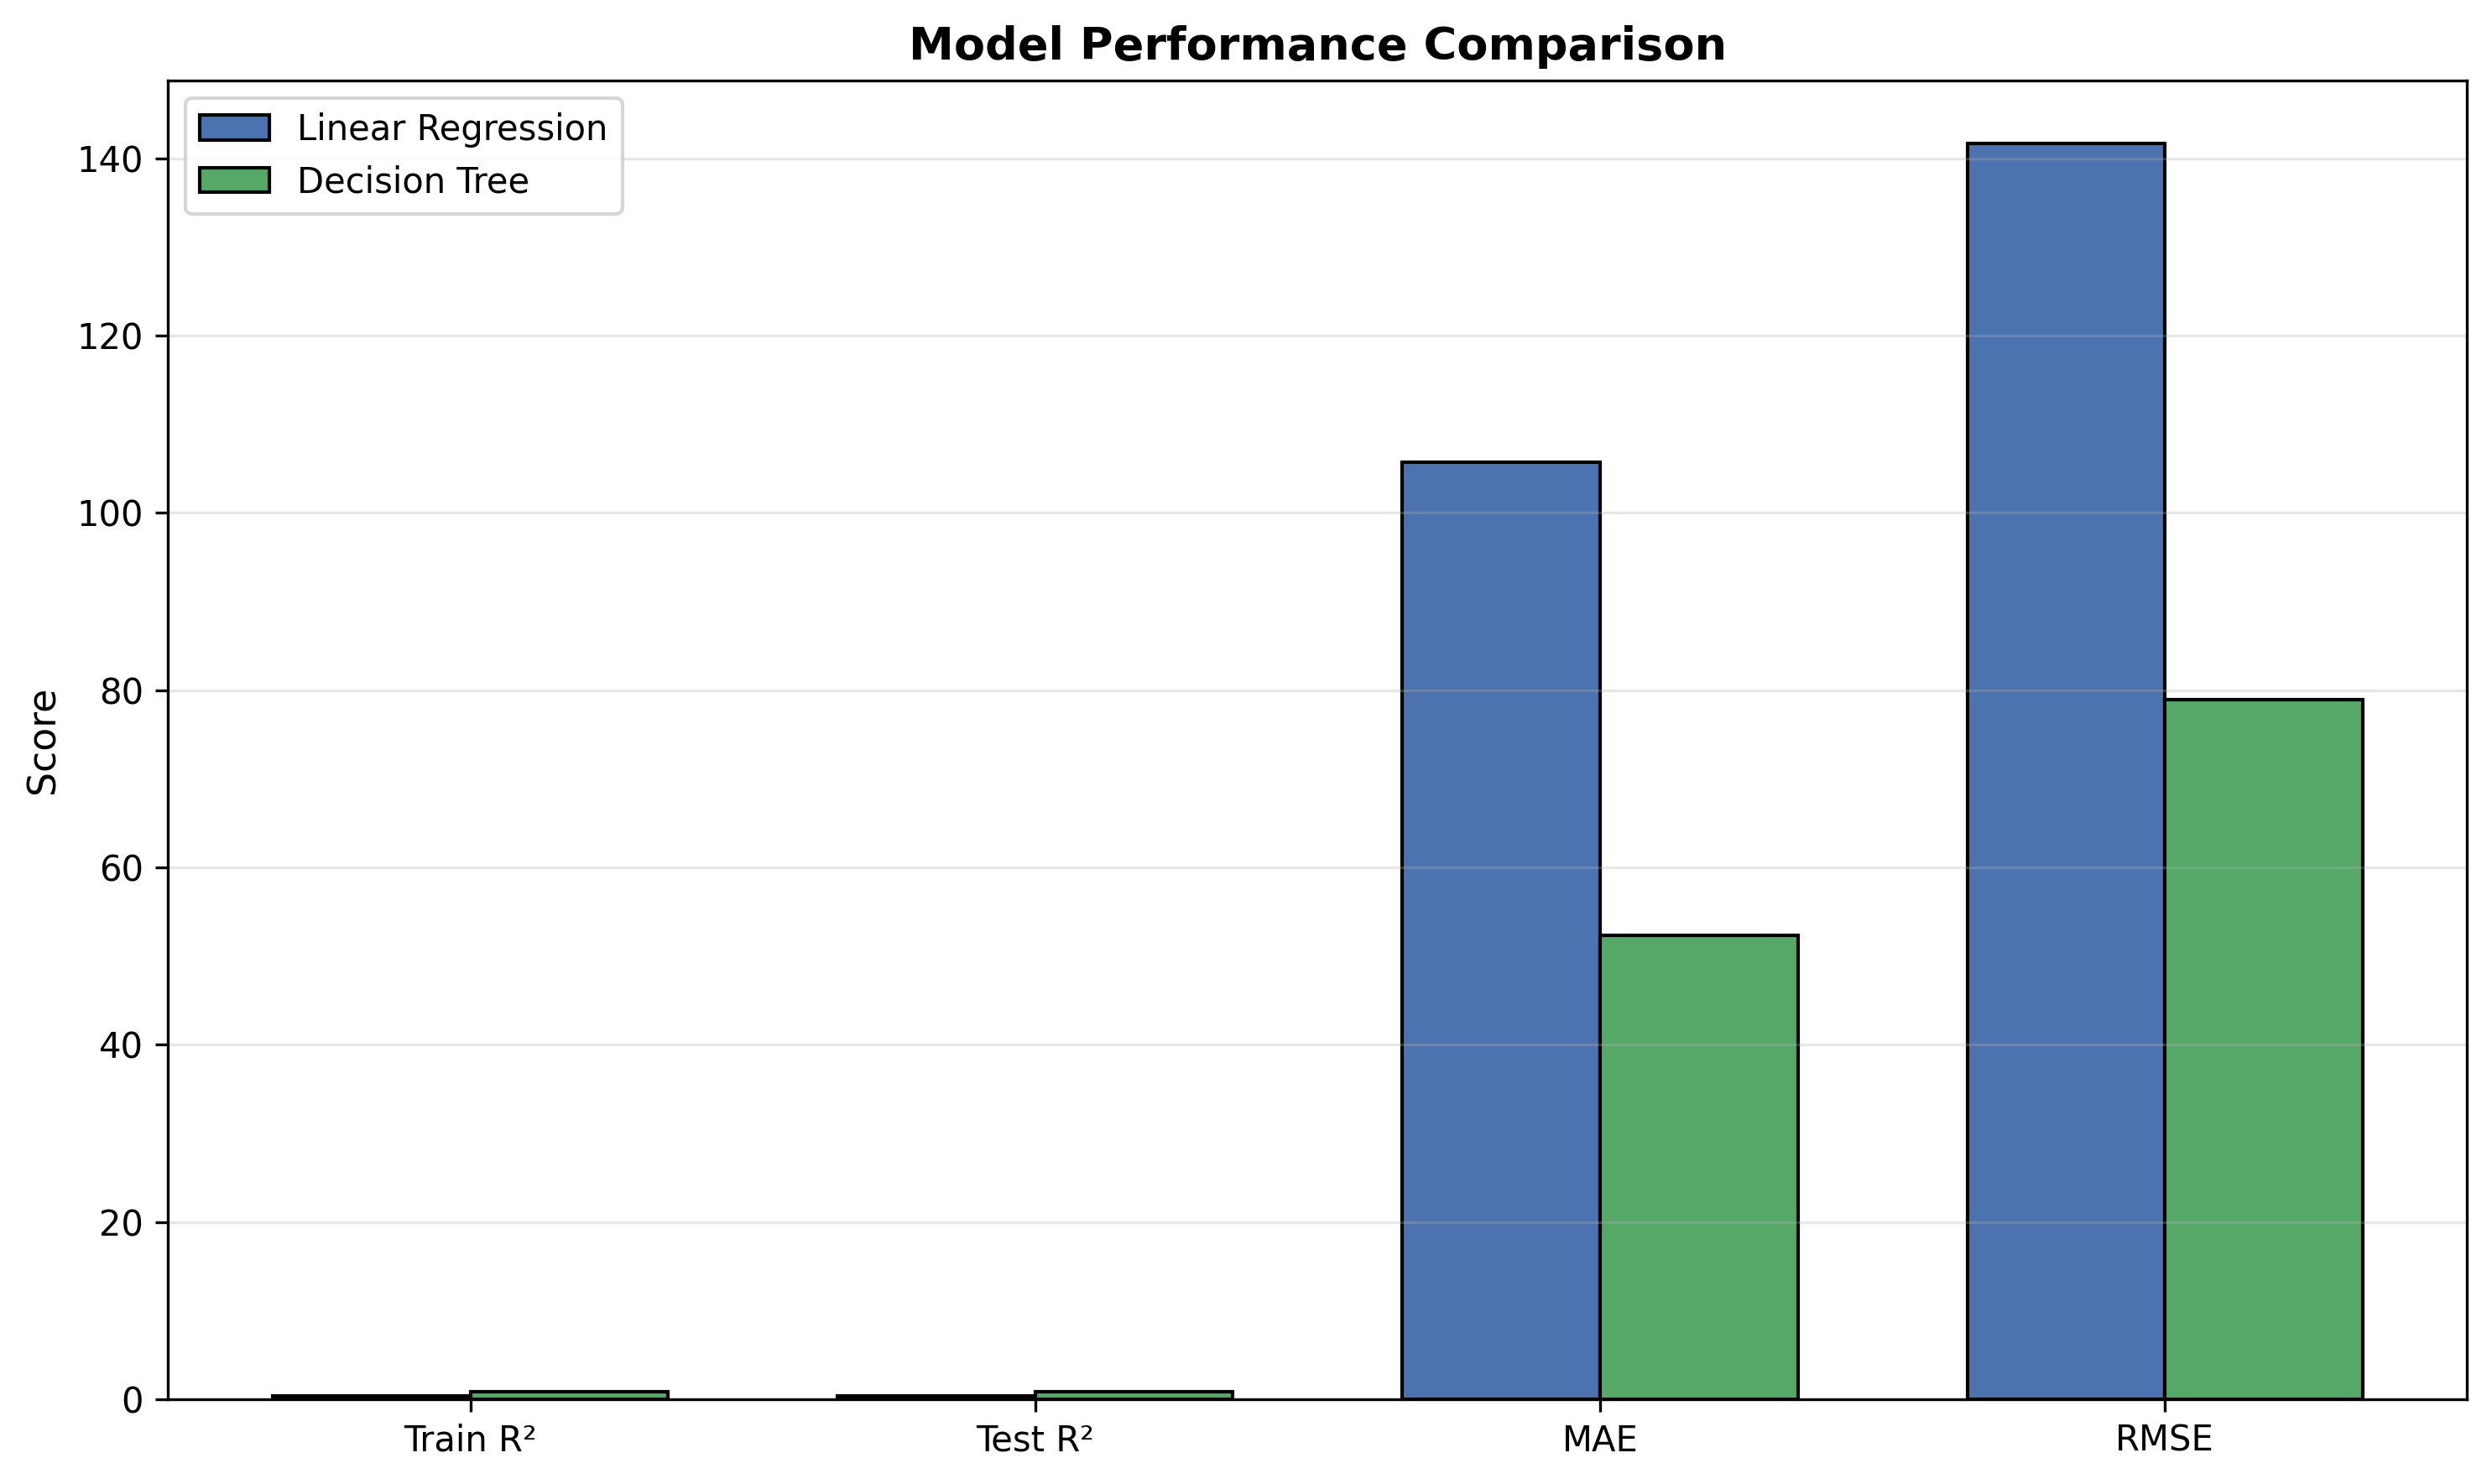 Model Performance Comparison
Linear Regression
Decision Tree
Score
140
120
100
80
60
40
20
0
Train R²
Test R²
MAE
RMSE